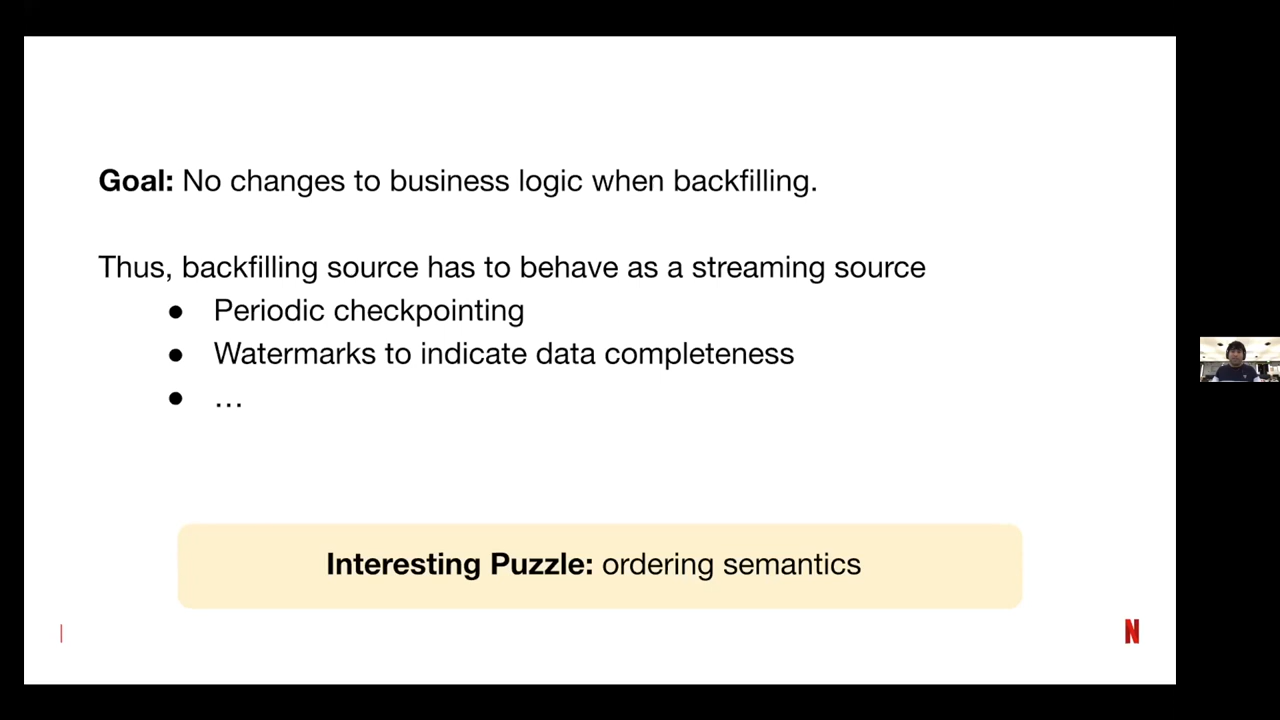 Goal: No changes to business logic when backfilling.
Thus, backfilling source has to behave as a streaming source
● Periodic checkpointing
● Watermarks to indicate data completeness
● …
Interesting Puzzle: ordering semantics
N